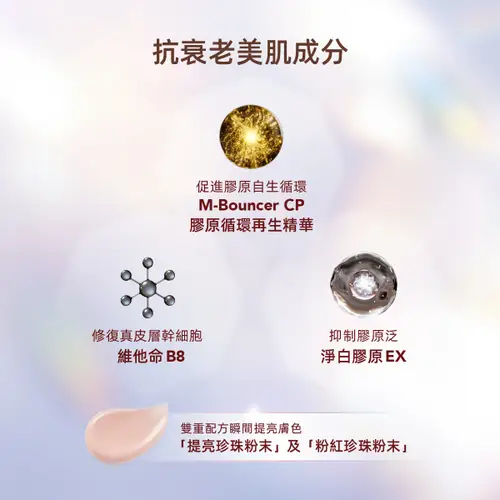 抗衰老美肌成分
促進膠原自生循環
M-Bouncer CP
膠原循環再生精華
修復真皮層幹細胞
維他命 B8
抑制膠原泛
淨白膠原 EX
雙重配方瞬間提亮膚色
「提亮珍珠粉末」及「粉紅珍珠粉末」